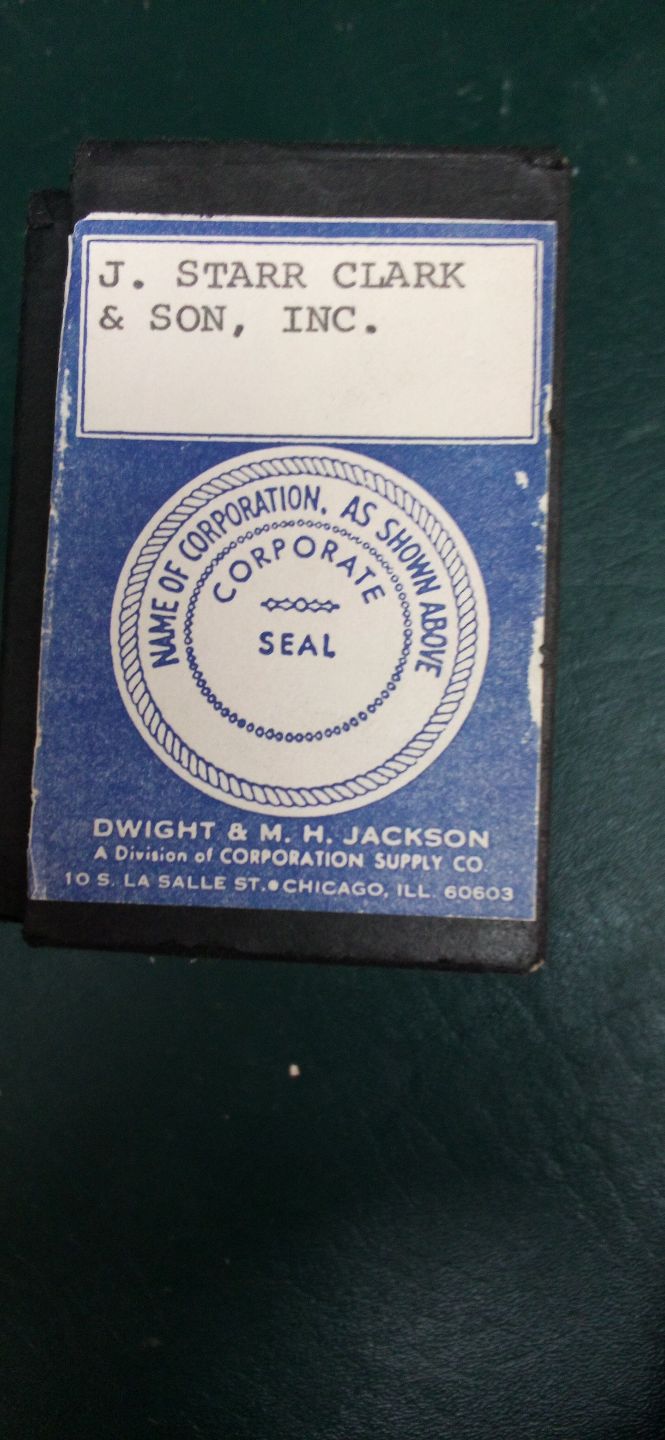 J. STARR CLARK
& SON, INC.
NAME OF CORPORATION, AS SHOWN ABOVE
CORPORATE
SEAL
DWIGHT & M. H. JACKSON
A Division of CORPORATION SUPPLY CO.
10 S. LA SALLE ST.•CHICAGO, ILL. 60603